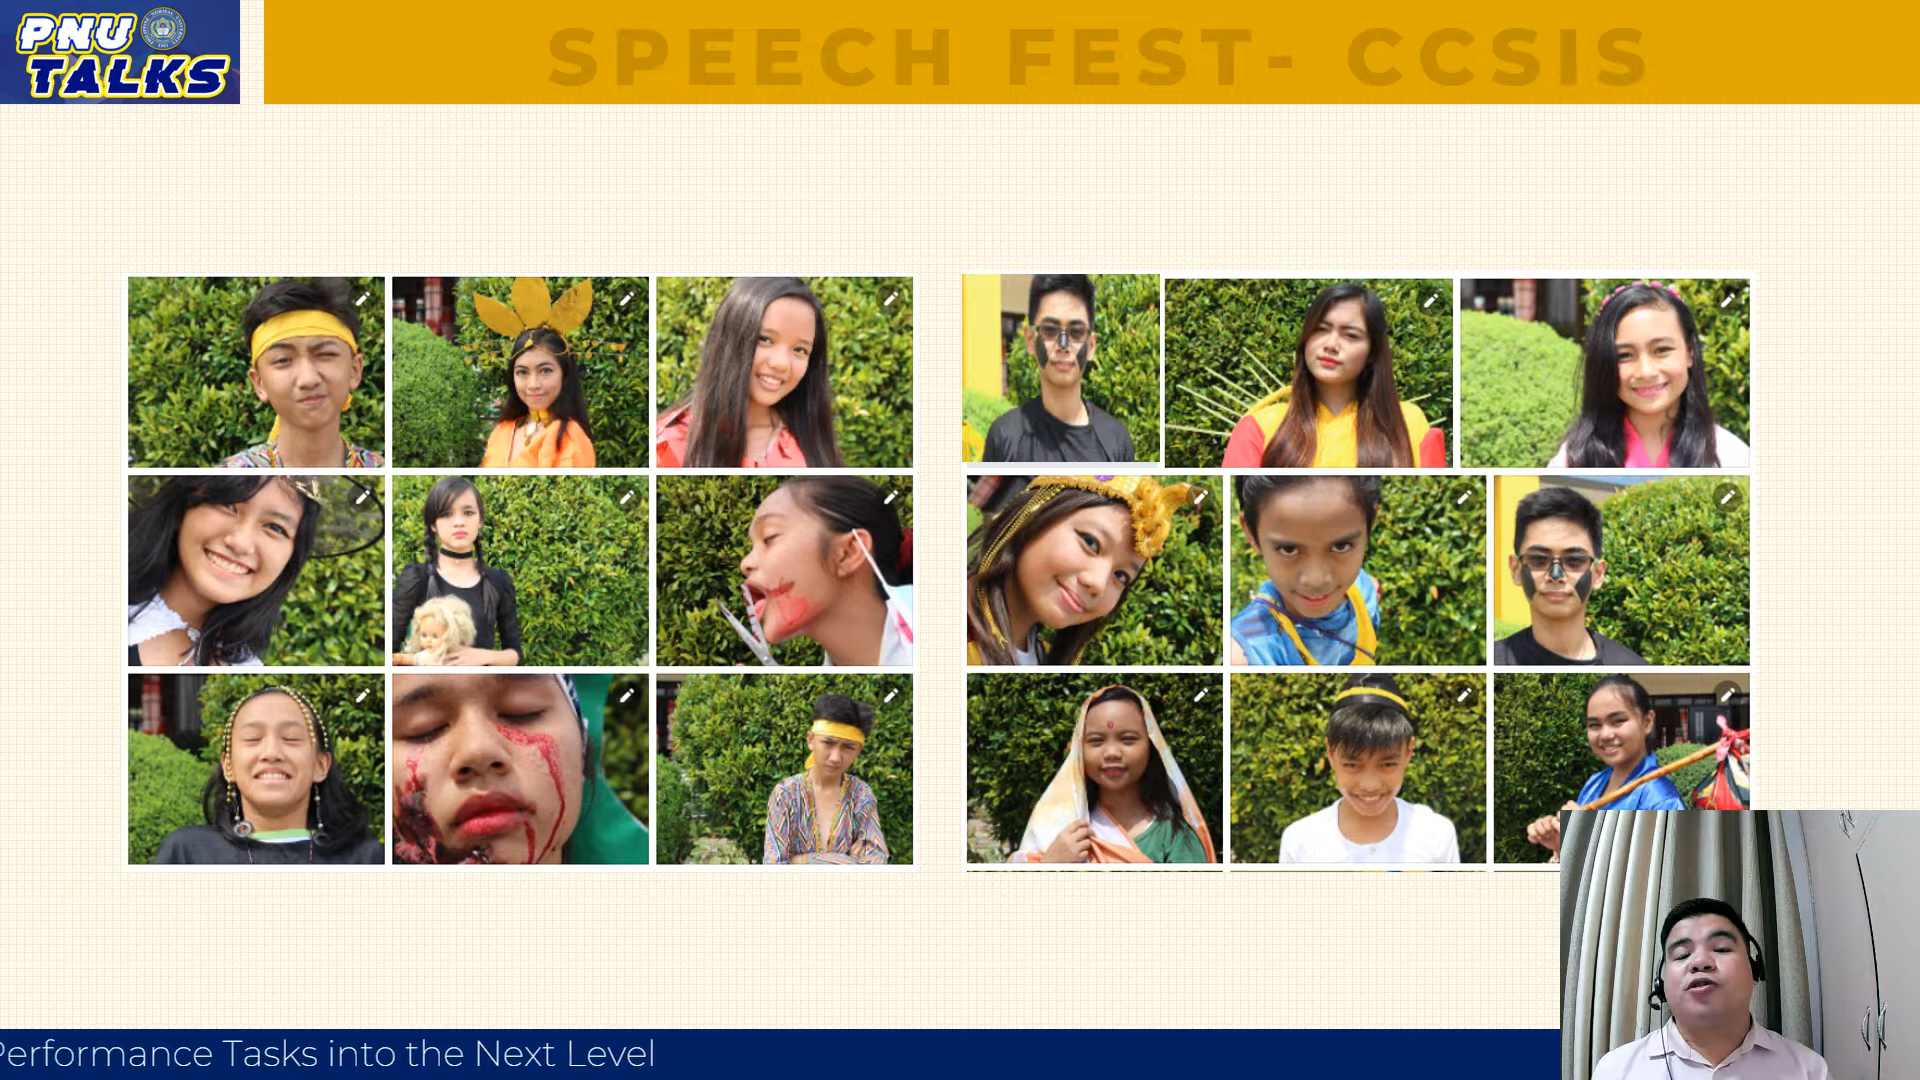 PNU
TALKS
SPEECH FEST- CCSIS
Performance Tasks into the Next Level